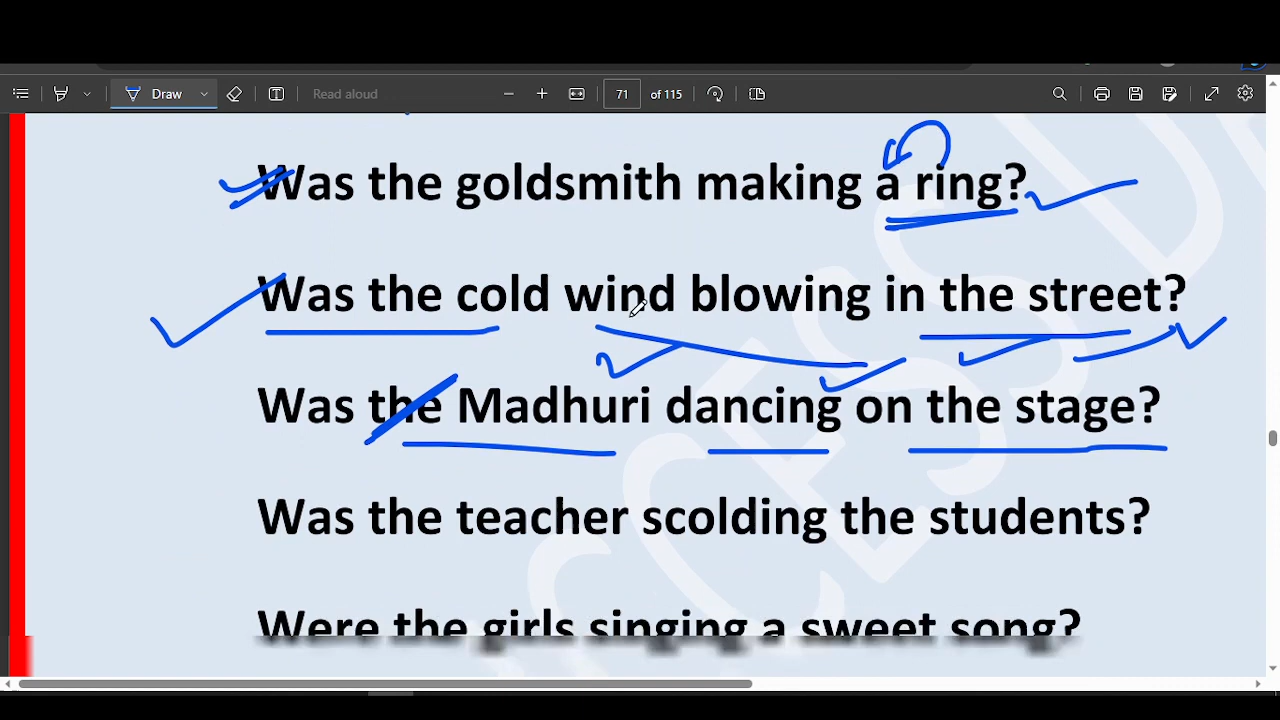 Draw
Read aloud
71
of 115
Was the goldsmith making a ring?
Was the cold wind blowing in the street?
Was the Madhuri dancing on the stage?
Was the teacher scolding the students?
Were the girls singing a sweet song?